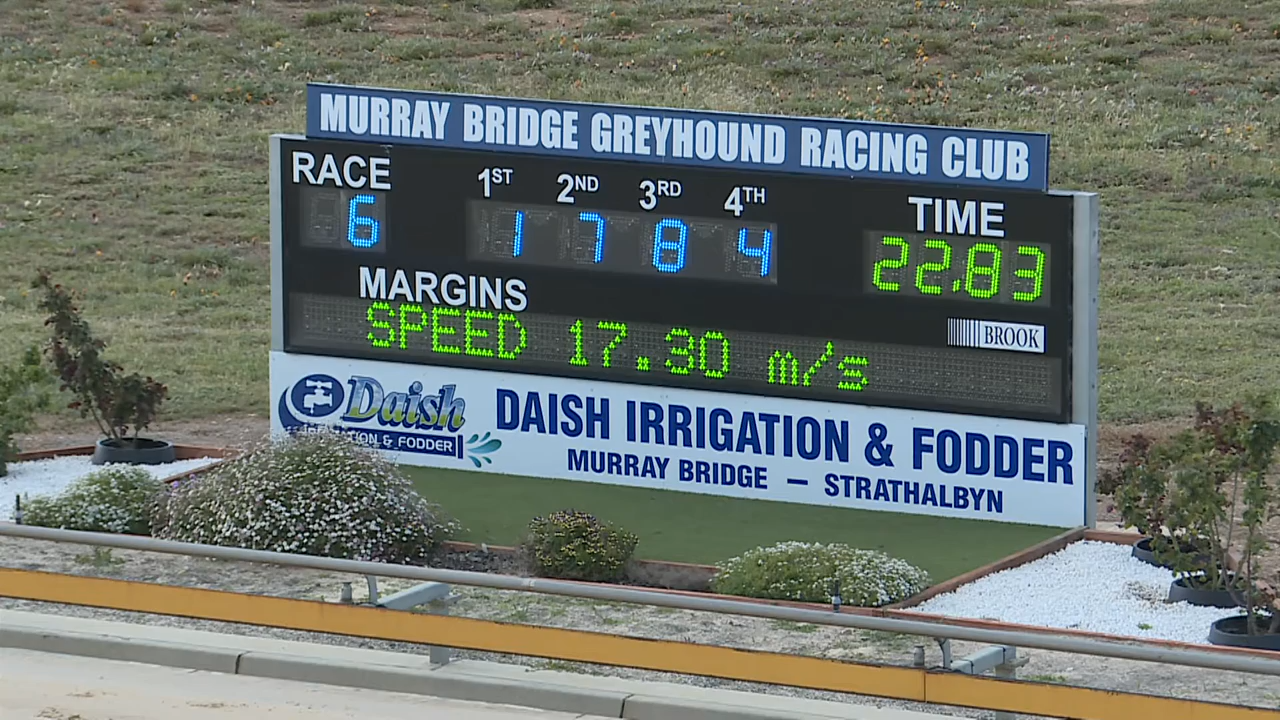 MURRAY BRIDGE GREYHOUND RACING CLUB
RACE 1ST 2ND 3RD 4TH TIME
6 1 7 8 4 22.83
MARGINS
BROOK
SPEED 17.30 m/s
Daish
IRRIGATION & FODDER
DAISH IRRIGATION & FODDER
MURRAY BRIDGE — STRATHALBYN